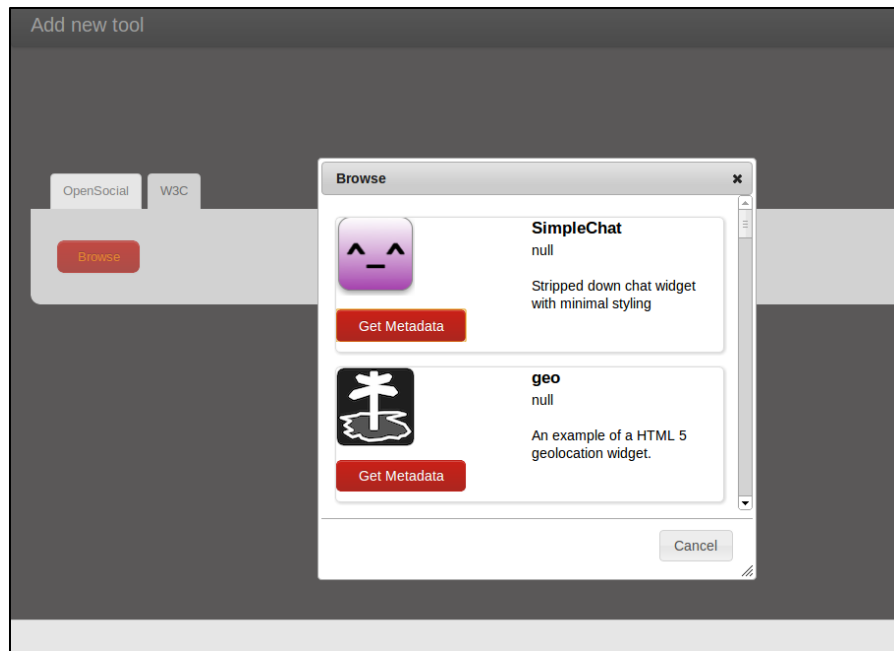 Add new tool
OpenSocial
W3C
Browse
Browse
SimpleChat
null
Stripped down chat widget
with minimal styling
Get Metadata
geo
null
An example of a HTML 5
geolocation widget.
Get Metadata
Cancel